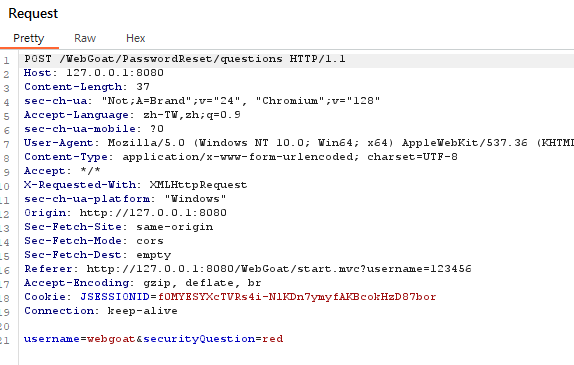 Request
Pretty Raw Hex
1 POST /WebGoat/PasswordReset/questions HTTP/1.1
2 Host: 127.0.0.1:8080
3 Content-Length: 37
4 sec-ch-ua: "Not;A=Brand";v="24", "Chromium";v="128"
5 Accept-Language: zh-TW,zh;q=0.9
6 sec-ch-ua-mobile: ?0
7 User-Agent: Mozilla/5.0 (Windows NT 10.0; Win64; x64) AppleWebKit/537.36 (KHTML
8 Content-Type: application/x-www-form-urlencoded; charset=UTF-8
9 Accept: */*
10 X-Requested-With: XMLHttpRequest
11 sec-ch-ua-platform: "Windows"
12 Origin: http://127.0.0.1:8080
13 Sec-Fetch-Site: same-origin
14 Sec-Fetch-Mode: cors
15 Sec-Fetch-Dest: empty
16 Referer: http://127.0.0.1:8080/WebGoat/start.mvc?username=123456
17 Accept-Encoding: gzip, deflate, br
18 Cookie: JSESSIONID=fOMYESYXcTVRs4i-NlKDn7ymyfAKBcokHzD87bor
19 Connection: keep-alive
20
21 username=webgoat&securityQuestion=red